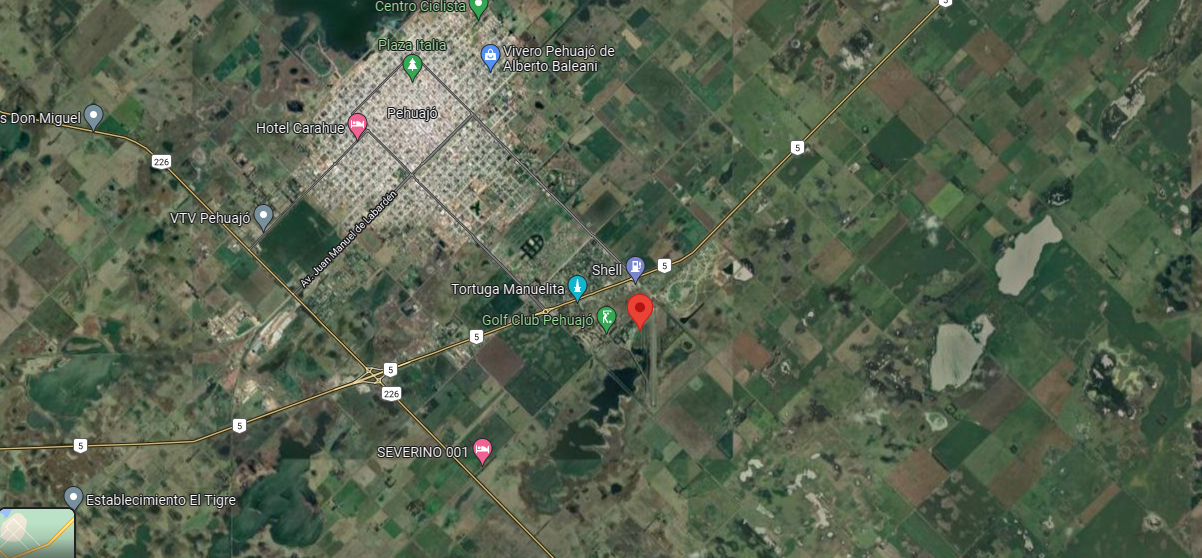 Centro Ciclista
Plaza Italia
Vivero Pehuajó de
Alberto Baleani
Pehuajó
s Don Miguel
Hotel Carahue
5
226
VTV Pehuajó
Av. Juan Manuel de Labardén
Shell
5
Tortuga Manuelita
Golf Club Pehuajó
5
5
226
5
5
SEVERINO 001
Establecimiento El Tigre
5